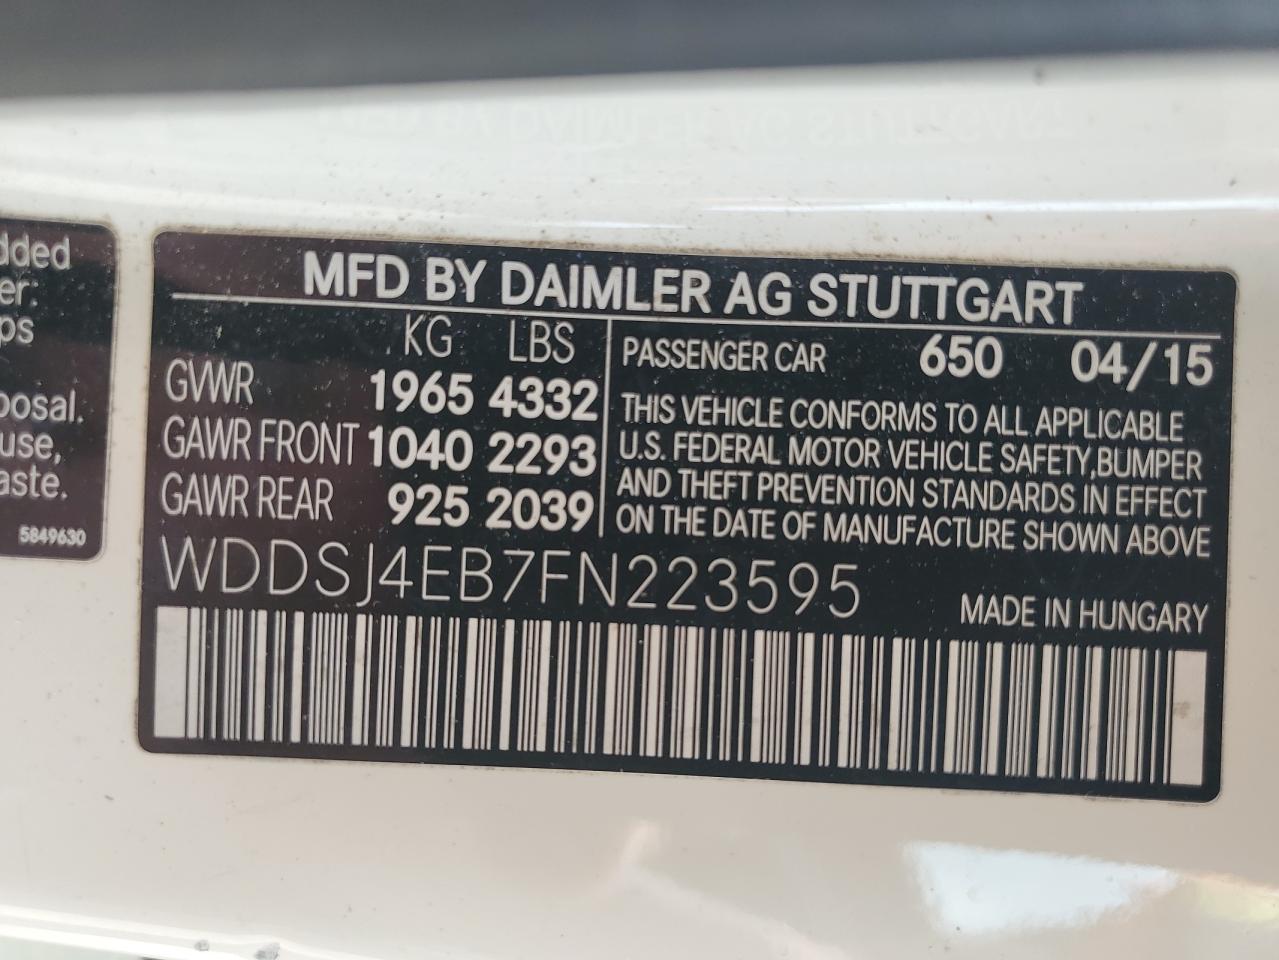 dded
er:
ps
posal.
use,
aste.
5849630
MFD BY DAIMLER AG STUTTGART
KG LBS
GVWR 1965 4332
GAWR FRONT 1040 2293
GAWR REAR 925 2039
PASSENGER CAR 650 04/15
THIS VEHICLE CONFORMS TO ALL APPLICABLE
U.S. FEDERAL MOTOR VEHICLE SAFETY,BUMPER
AND THEFT PREVENTION STANDARDS IN EFFECT
ON THE DATE OF MANUFACTURE SHOWN ABOVE
WDDSJ4EB7FN223595
MADE IN HUNGARY